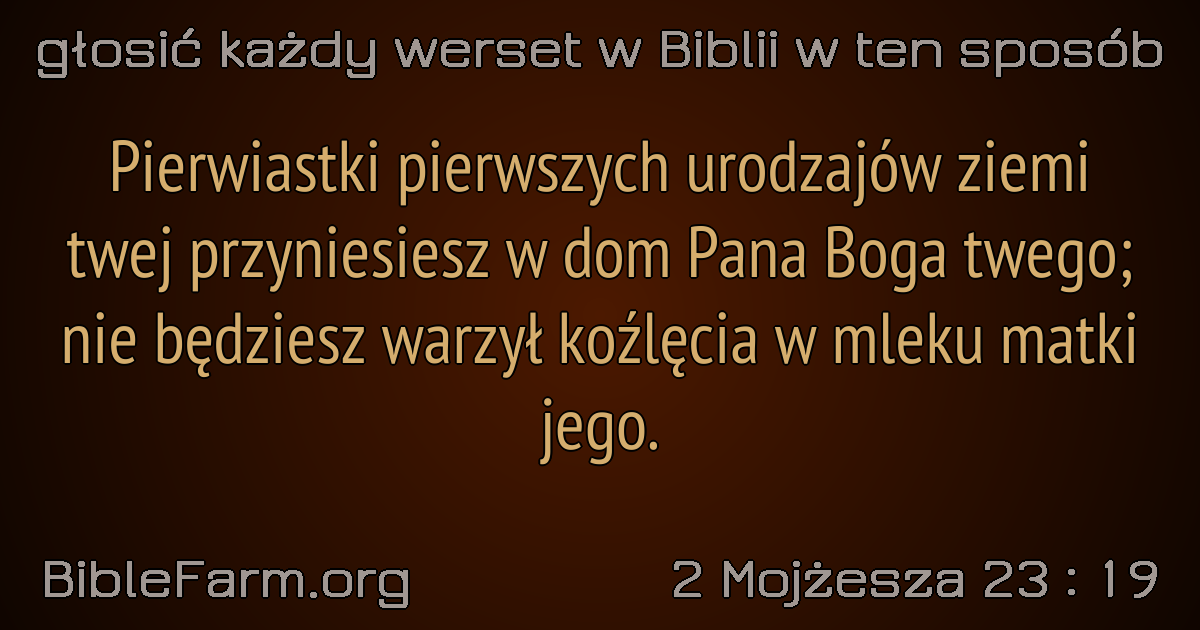 głosić każdy werset w Biblii w ten sposób
Pierwiastki pierwszych urodzajów ziemi
twej przyniesiesz w dom Pana Boga twego;
nie będziesz warzył koźlęcia w mleku matki
jego.
BibleFarm.org
2 Mojżesza 23 : 19